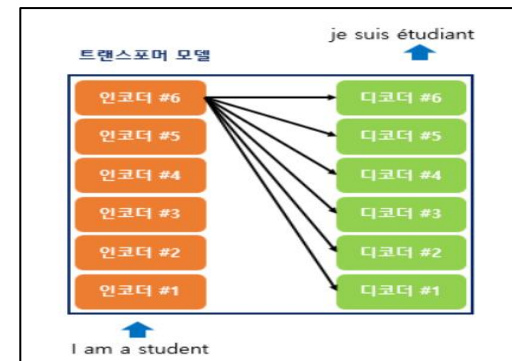 je suis étudiant
트랜스포머 모델
인코더 #6
디코더 #6
인코더 #5
디코더 #5
인코더 #4
디코더 #4
인코더 #3
디코더 #3
인코더 #2
디코더 #2
인코더 #1
디코더 #1
I am a student